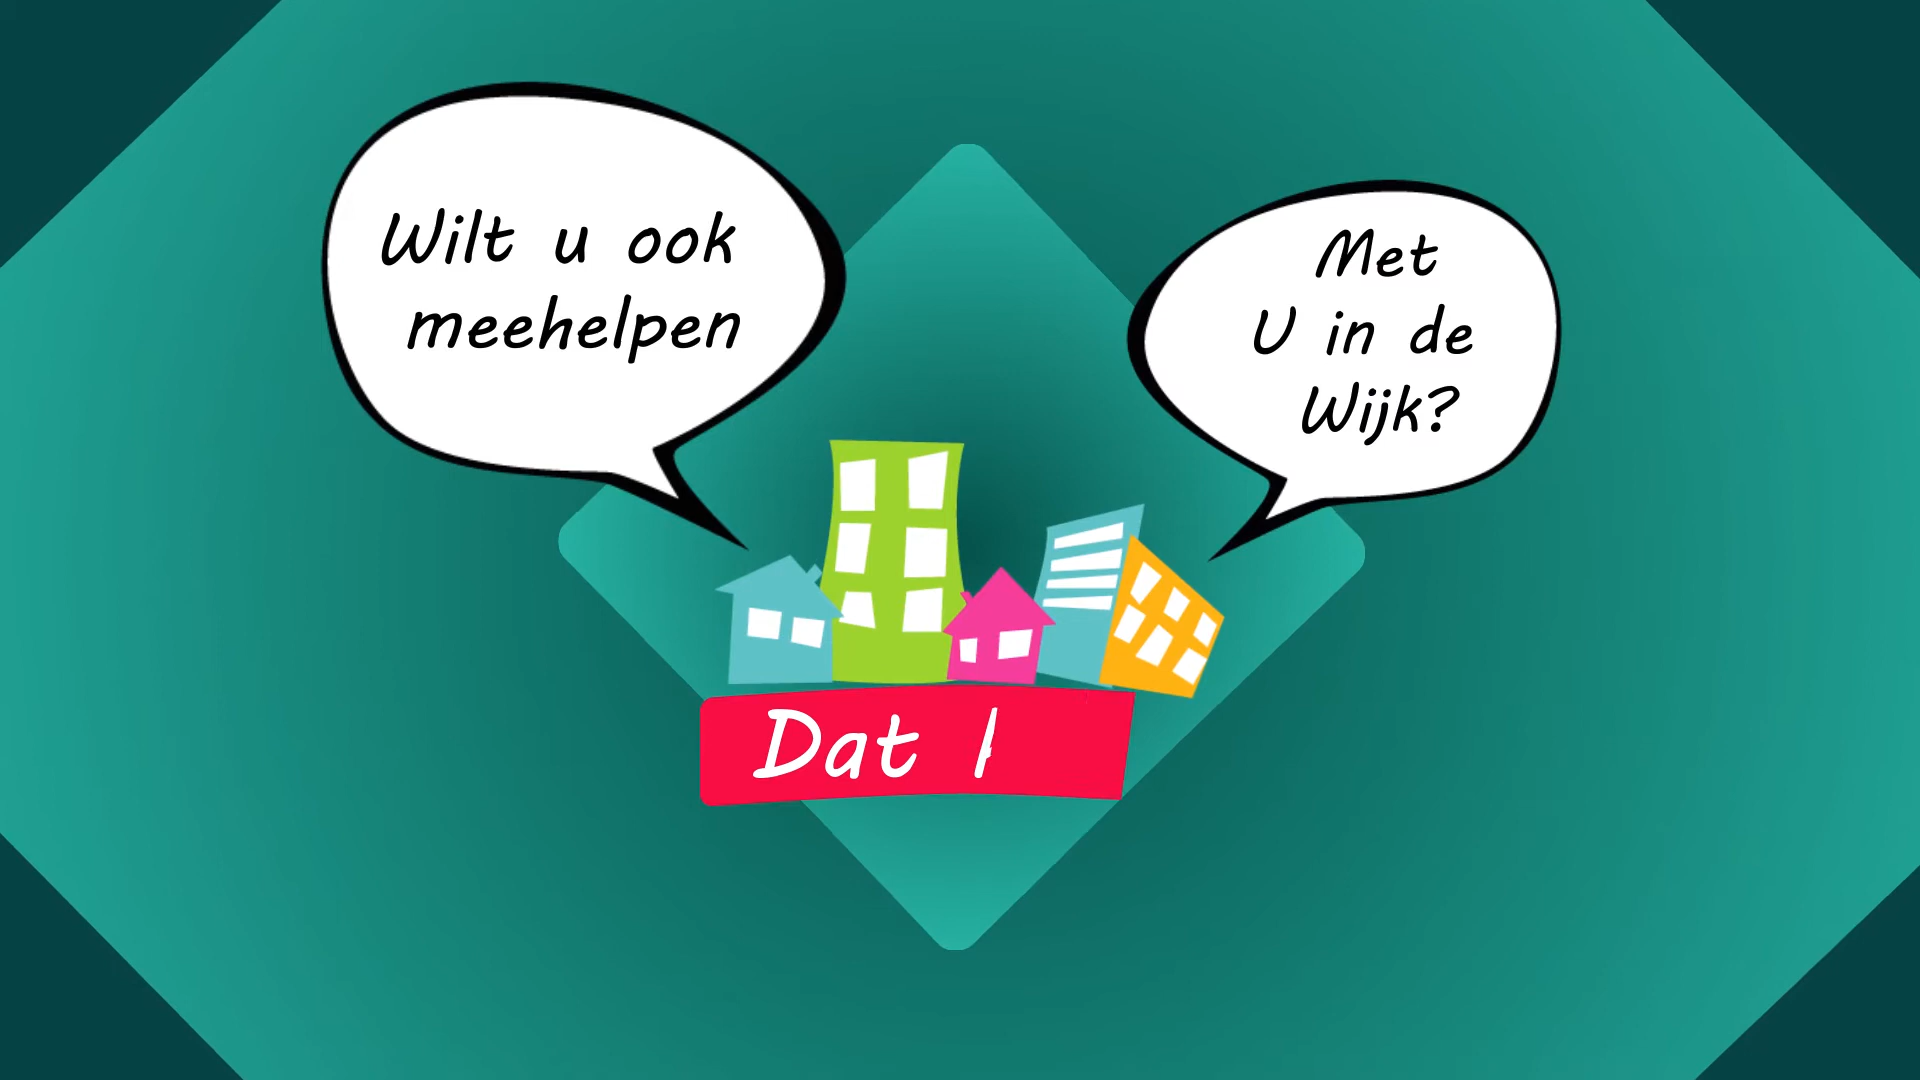 Wilt u ook
meehelpen
Met
U in de
Wijk?
Dat